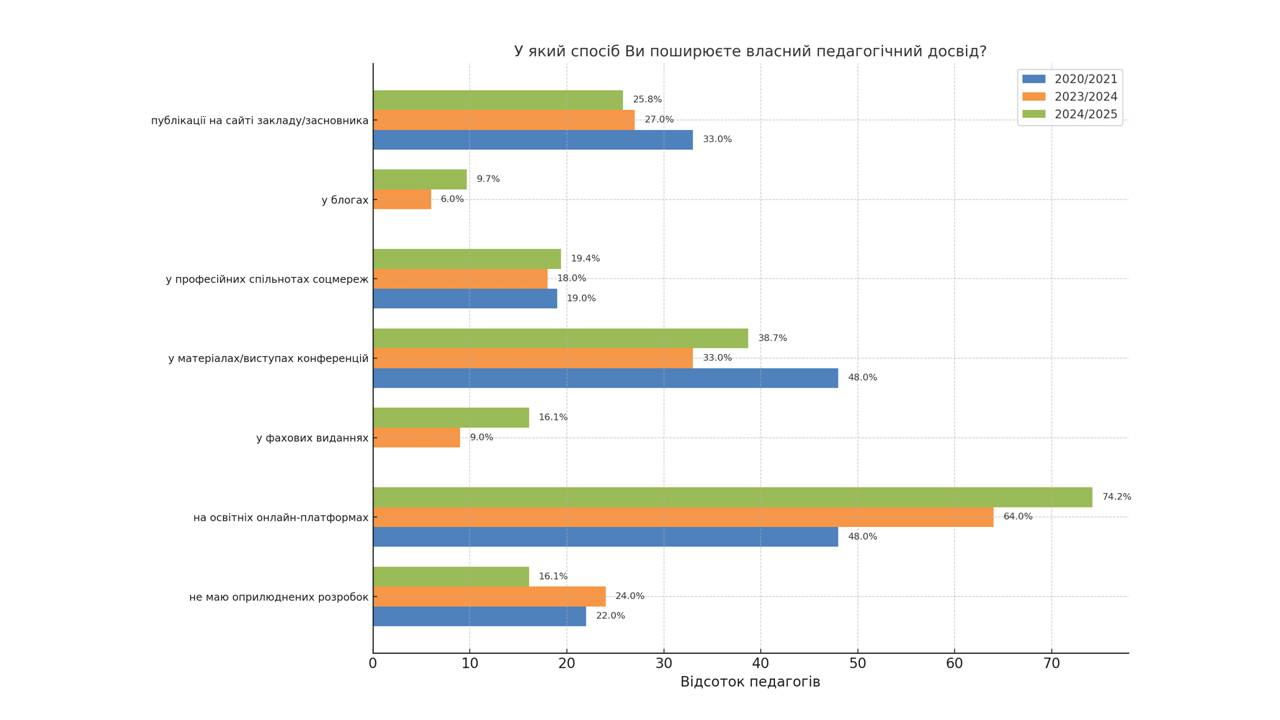 У який спосіб Ви поширюєте власний педагогічний досвід?
2020/2021
2023/2024
2024/2025
25.8%
публікації на сайті закладу/засновника
27.0%
33.0%
9.7%
у блогах
6.0%
19.4%
у професійних спільнотах соцмереж
18.0%
19.0%
38.7%
у матеріалах/виступах конференцій
33.0%
48.0%
16.1%
у фахових виданнях
9.0%
74.2%
на освітніх онлайн-платформах
64.0%
48.0%
16.1%
не маю оприлюднених розробок
24.0%
22.0%
0 10 20 30 40 50 60 70
Відсоток педагогів